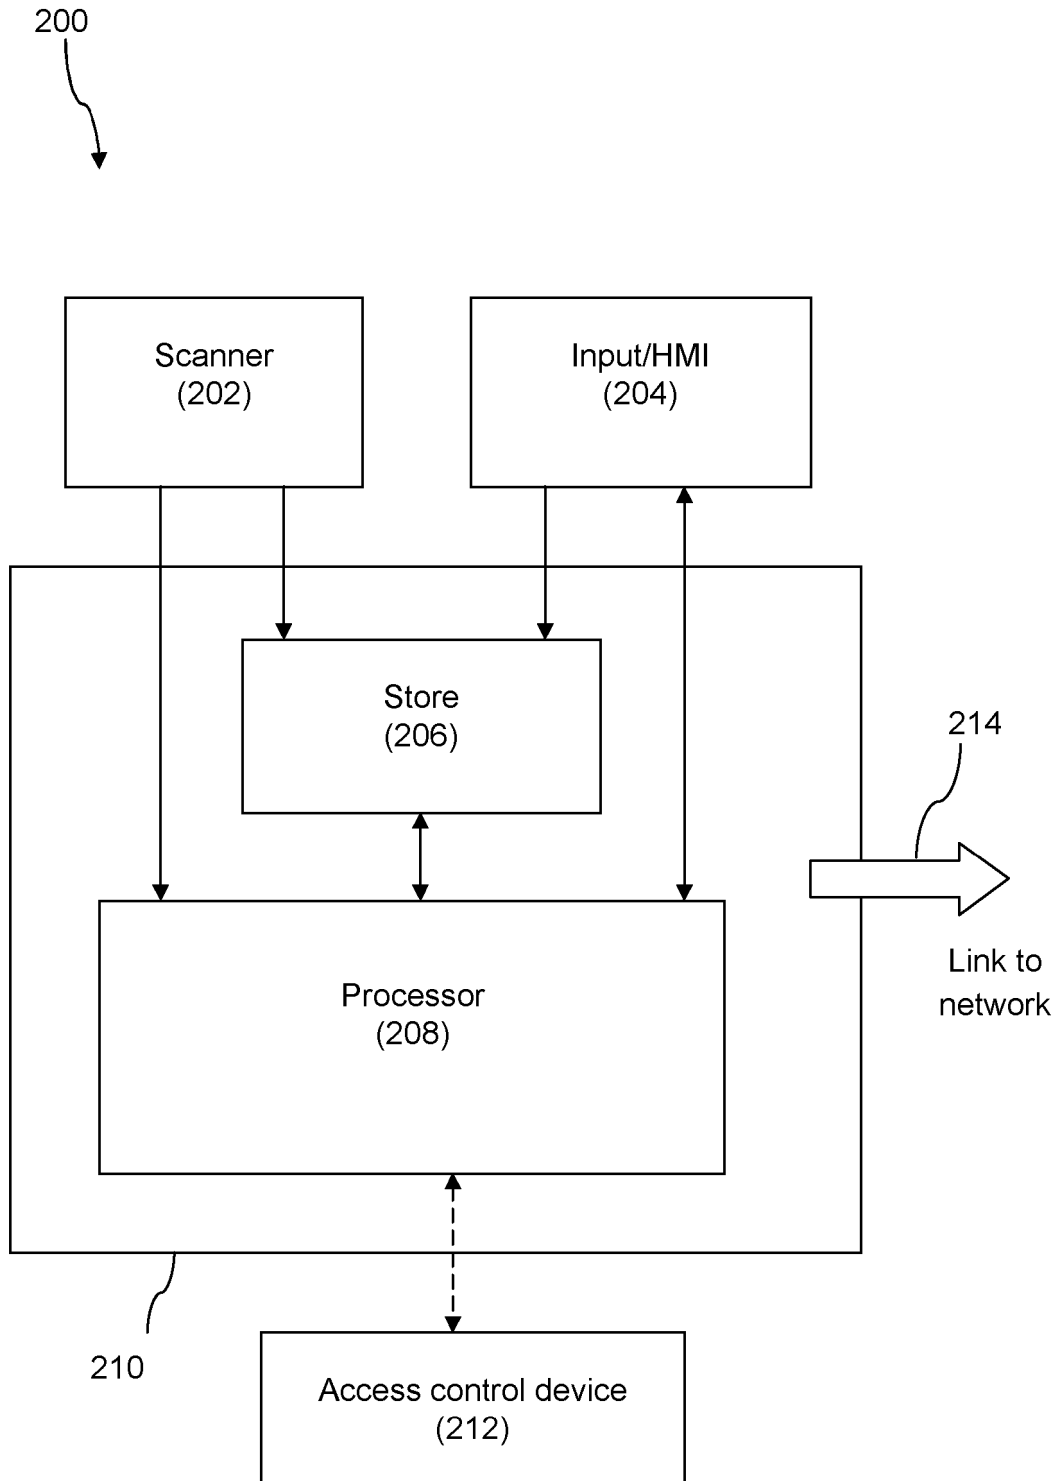 200
Scanner
(202)
Input/HMI
(204)
Store
(206)
214
Processor
(208)
Link to
network
210
Access control device
(212)